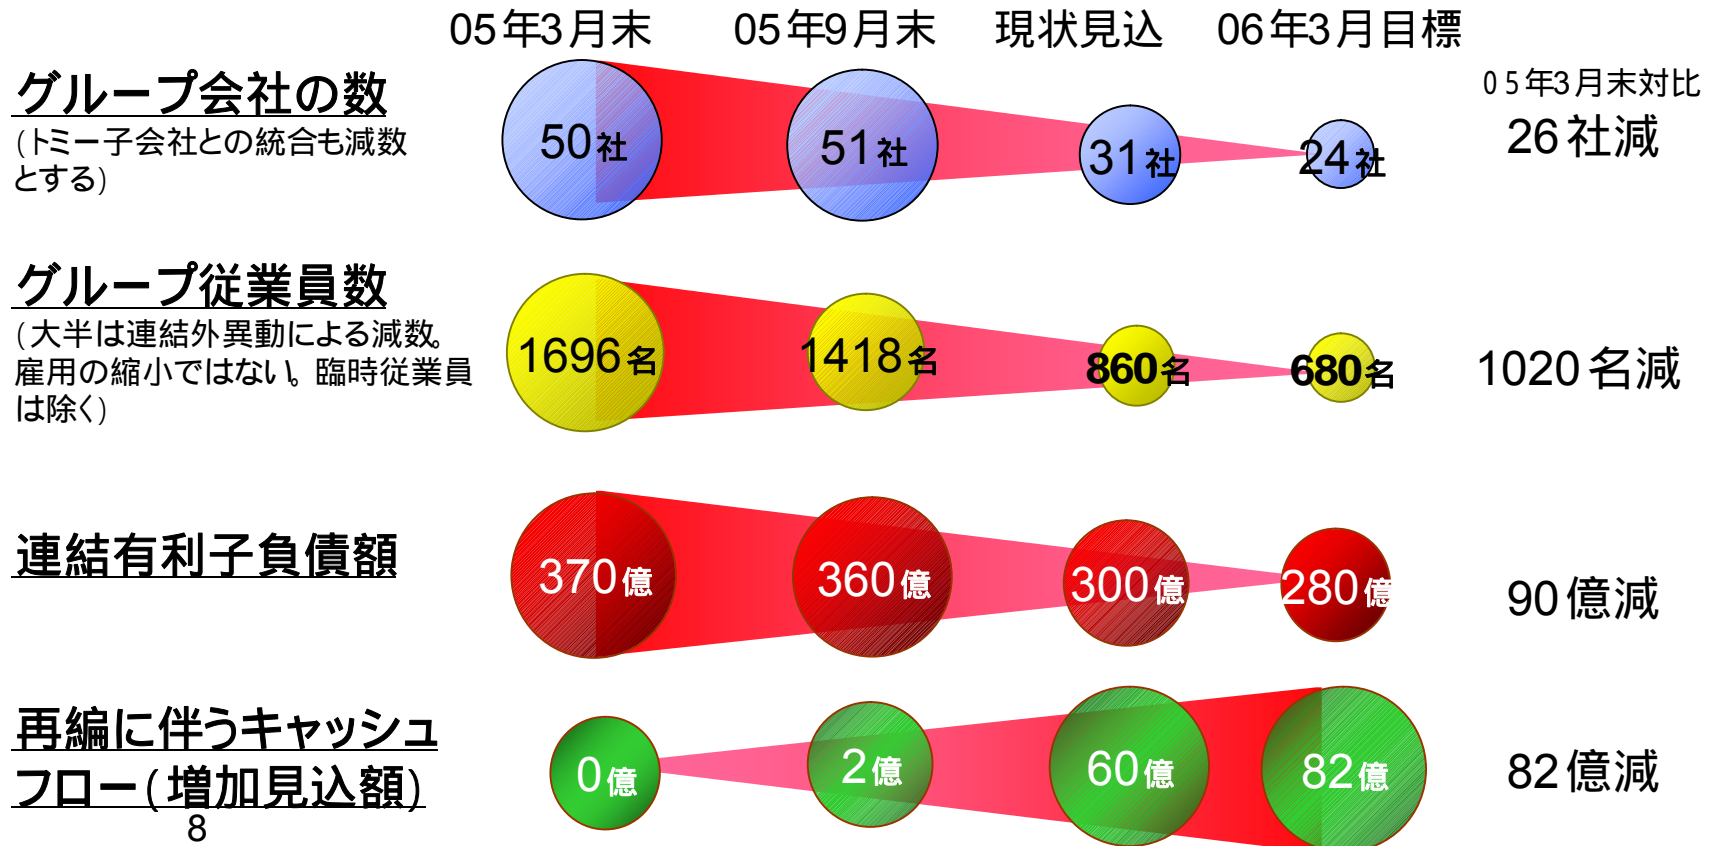 05年3月末 05年9月末 現状見込 06年3月目標
05年3月末対比
グループ会社の数
(トミー子会社との統合も減数
とする)
50社 51社 31社 24社 26社減
グループ従業員数
(大半は連結外異動による減数。
雇用の縮小ではない。臨時従業員
は除く)
1696名 1418名 860名 680名 1020名減
連結有利子負債額
370億 360億 300億 280億 90億減
再編に伴うキャッシュ
フロー(増加見込額)
0億 2億 60億 82億 82億減
8